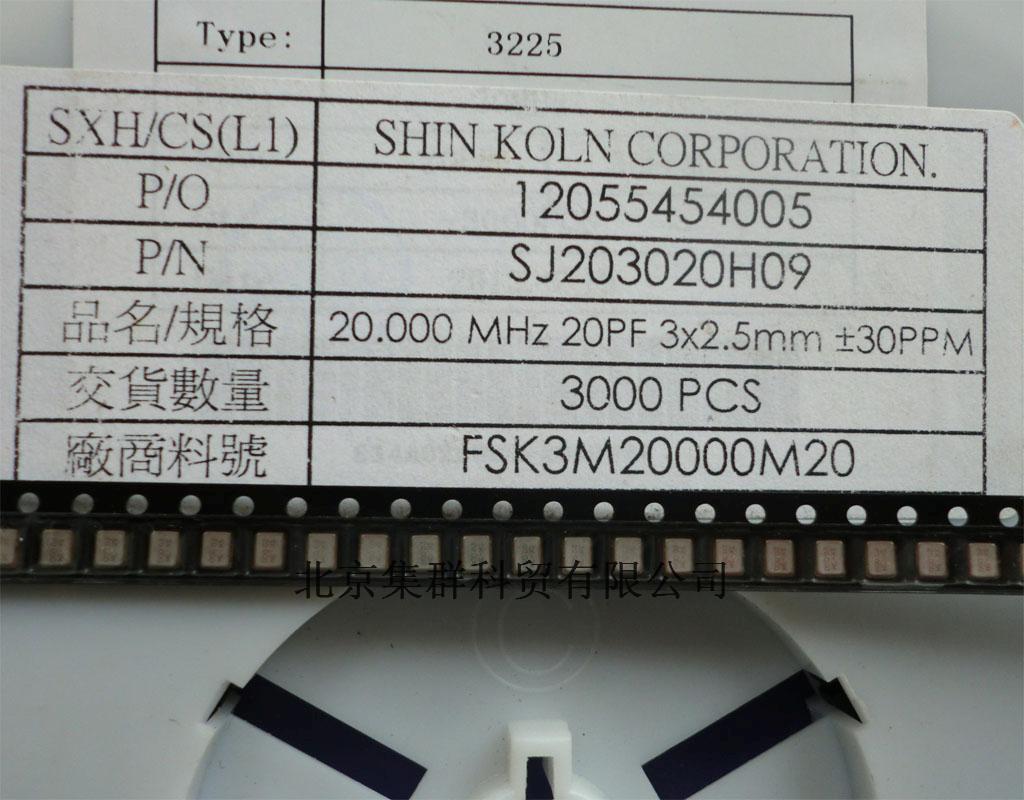 Type: 3225
SXH/CS(L1) SHIN KOLN CORPORATION.
P/O 12055454005
P/N SJ203020H09
品名/規格 20.000 MHz 20PF 3x2.5mm ±30PPM
交貨數量 3000 PCS
廠商料號 FSK3M20000M20
北京集群科贸有限公司